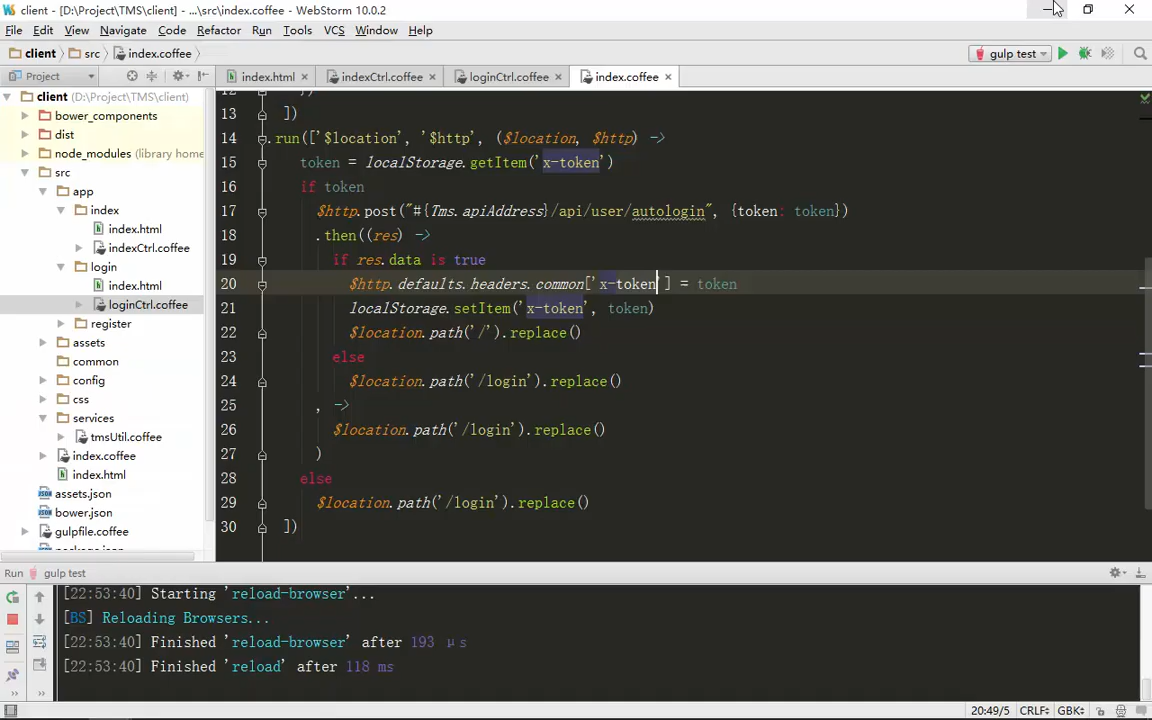 client - [D:\Project\TMS\client] - ...\src\index.coffee - WebStorm 10.0.2
File Edit View Navigate Code Refactor Run Tools VCS Window Help
client src index.coffee gulp test
Project index.html indexCtrl.coffee loginCtrl.coffee index.coffee
client (D:\Project\TMS\client)
bower_components
dist
node_modules (library home
src
app
index
index.html
indexCtrl.coffee
login
index.html
loginCtrl.coffee
register
assets
common
config
css
services
tmsUtil.coffee
index.coffee
index.html
assets.json
bower.json
gulpfile.coffee
package.json
12 })
13 ])
14 .run(['$location', '$http', ($location, $http) ->
15 token = localStorage.getItem('x-token')
16 if token
17 $http.post("#{Tms.apiAddress}/api/user/autologin", {token: token})
18 .then((res) ->
19 if res.data is true
20 $http.defaults.headers.common['x-token'] = token
21 localStorage.setItem('x-token', token)
22 $location.path('/').replace()
23 else
24 $location.path('/login').replace()
25 , ->
26 $location.path('/login').replace()
27 )
28 else
29 $location.path('/login').replace()
30 ])
Run gulp test
[22:53:40] Starting 'reload-browser'...
[BS] Reloading Browsers...
[22:53:40] Finished 'reload-browser' after 193 μs
[22:53:40] Finished 'reload' after 118 ms
20:49/5 CRLF÷ GBK÷